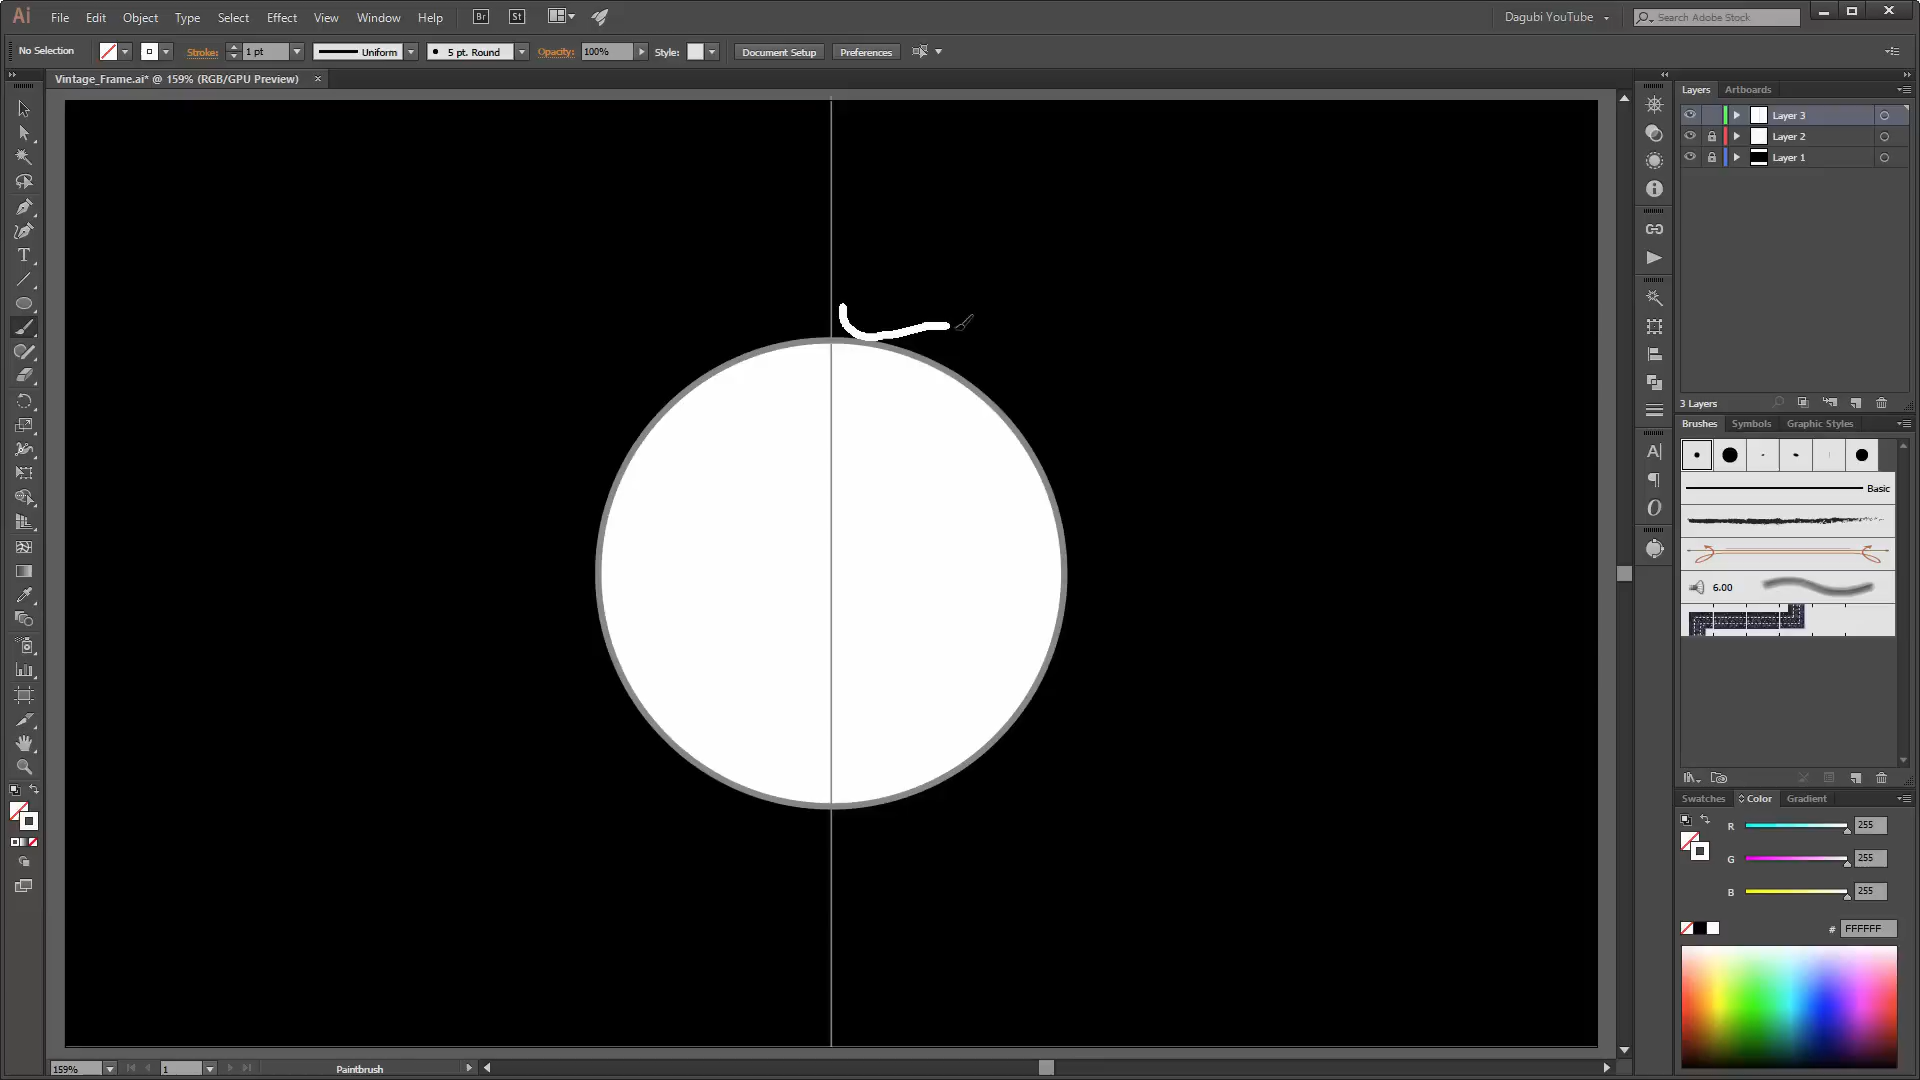 Ai File Edit Object Type Select Effect View Window Help Br St Dagubi YouTube Search Adobe Stock
No Selection Stroke: 1 pt Uniform 5 pt. Round Opacity: 100% Style: Document Setup Preferences
Vintage_Frame.ai* @ 159% (RGB/GPU Preview)
Layers Artboards
Layer 3
Layer 2
Layer 1
3 Layers
Brushes Symbols Graphic Styles
Basic
6.00
Swatches Color Gradient
R 255
G 255
B 255
# FFFFFF
159% 1 Paintbrush